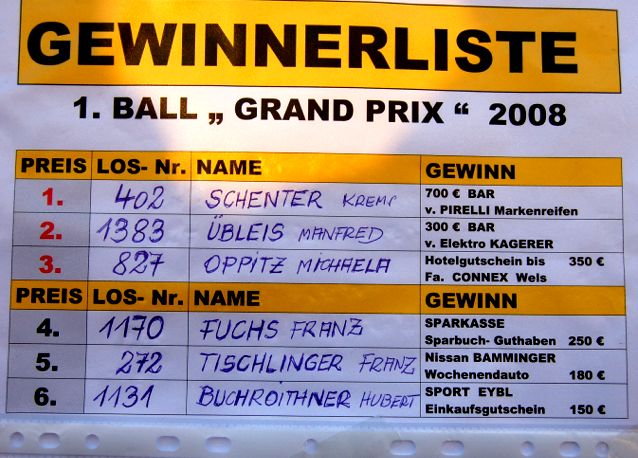 GEWINNERLISTE
1. BALL „ GRAND PRIX “ 2008
PREIS LOS- Nr. NAME GEWINN
1. 402 SCHENTER KREMS 700 € BAR
v. PIRELLI Markenreifen
2. 1383 ÜBLEIS MANFRED 300 € BAR
v. Elektro KAGERER
3. 827 OPPITZ MICHAELA Hotelgutschein bis 350 €
Fa. CONNEX Wels
PREIS LOS- Nr. NAME GEWINN
4. 1170 FUCHS FRANZ SPARKASSE
Sparbuch- Guthaben 250 €
5. 272 TISCHLINGER FRANZ Nissan BAMMINGER
Wochenendauto 180 €
6. 1131 BUCHROITHNER HUBERT SPORT EYBL
Einkaufsgutschein 150 €